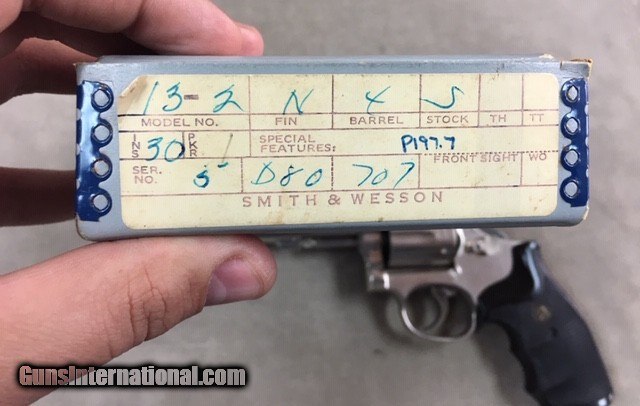 13-2 N 4 S
MODEL NO. FIN BARREL STOCK TH TT
INS 30 PKR / SPECIAL FEATURES: P197.7
FRONT SIGHT WO
SER. NO. 5 D80 707
SMITH & WESSON
GunsInternational.com